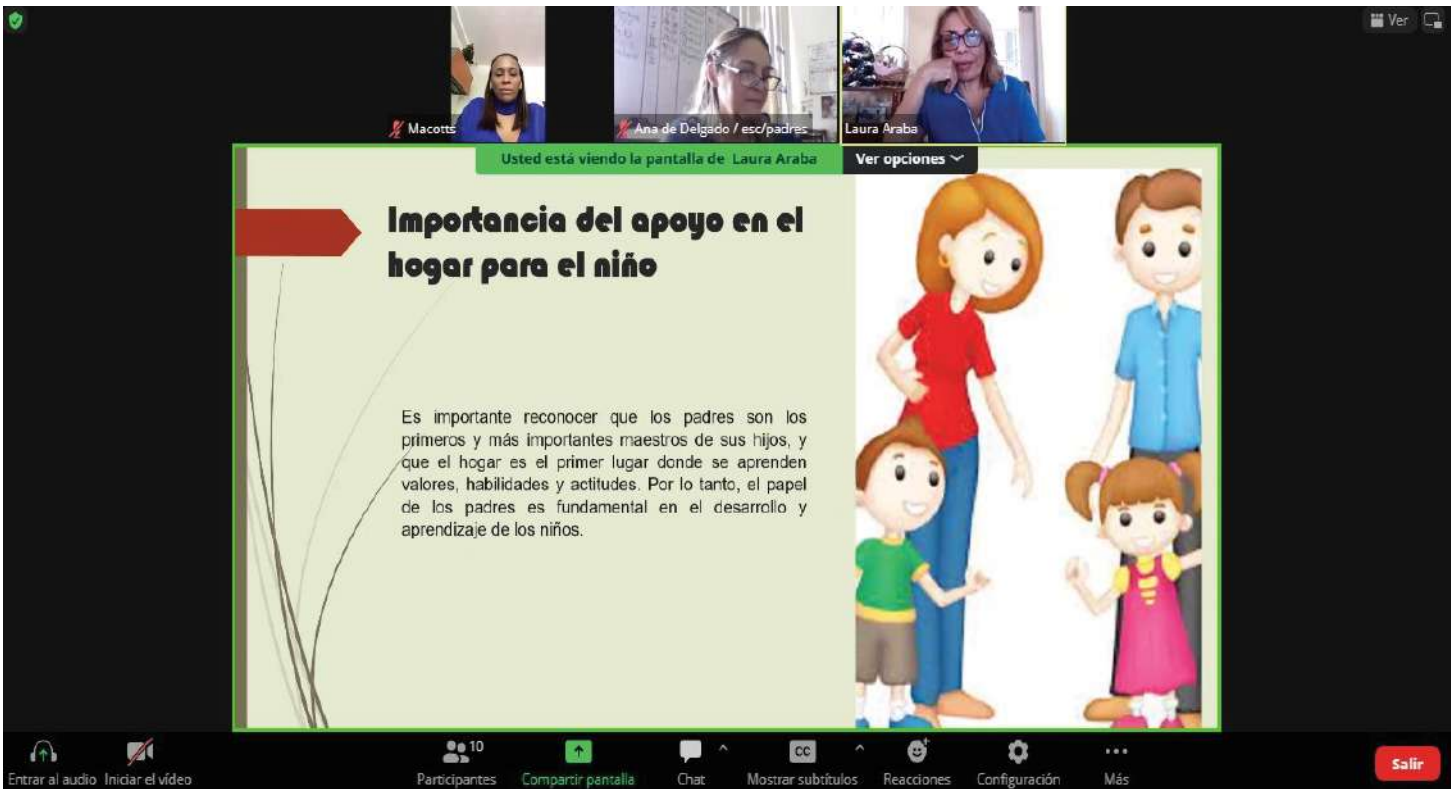 Ver
Macotts
Ana de Delgado / esc/padres
Laura Araba
Usted está viendo la pantalla de Laura Araba
Ver opciones
Importancia del apoyo en el
hogar para el niño
Es importante reconocer que los padres son los
primeros y más importantes maestros de sus hijos, y
que el hogar es el primer lugar donde se aprenden
valores, habilidades y actitudes. Por lo tanto, el papel
de los padres es fundamental en el desarrollo y
aprendizaje de los niños.
Entrar al audio
Iniciar el vídeo
10
Participantes
Compartir pantalla
Chat
CC
Mostrar subtítulos
Reacciones
Configuración
Más
Salir